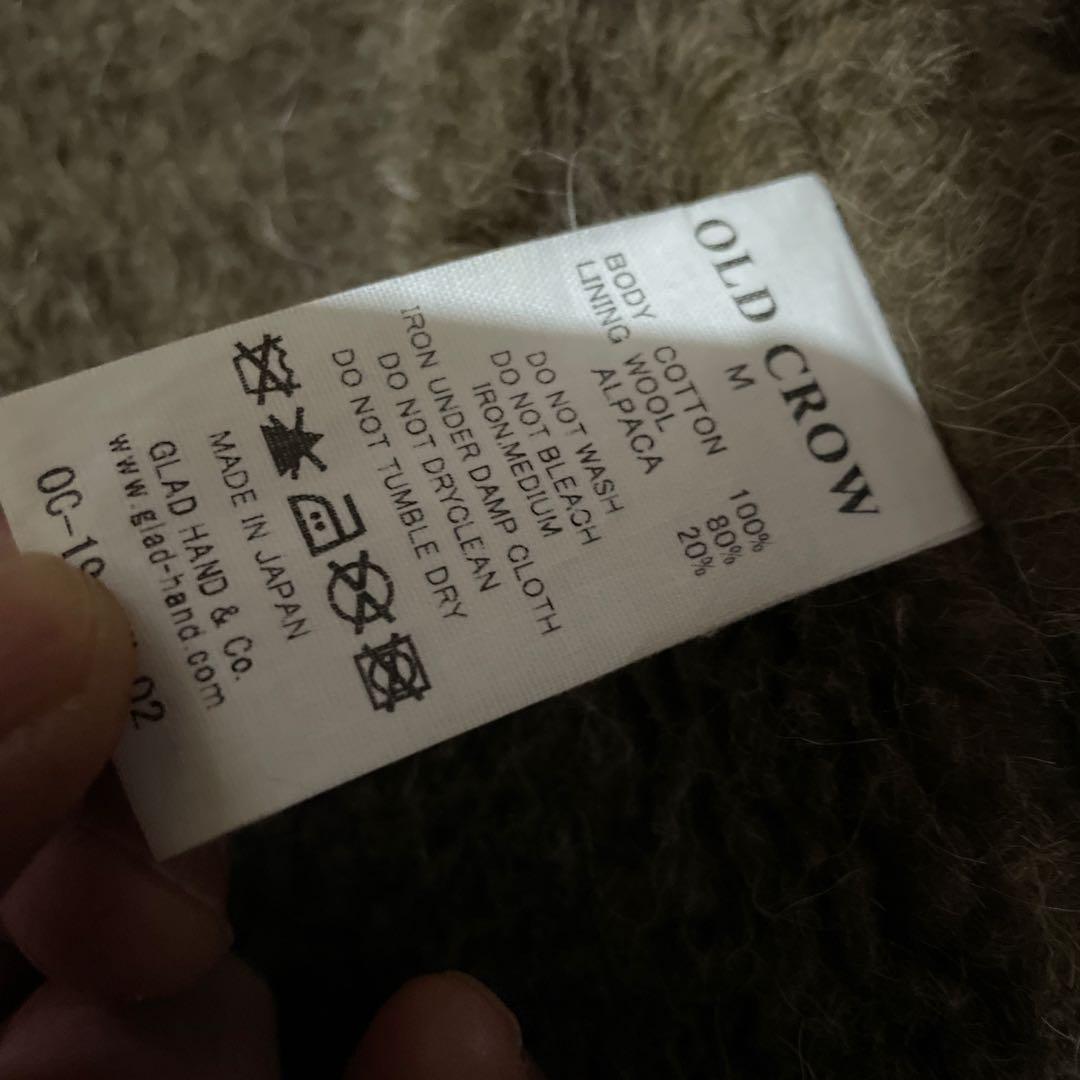 OLD CROW
M
BODY COTTON 100%
LINING WOOL 80%
ALPACA 20%
DO NOT WASH
DO NOT BLEACH
IRON.MEDIUM
IRON UNDER DAMP CLOTH
DO NOT DRYCLEAN
DO NOT TUMBLE DRY
MADE IN JAPAN
GLAD HAND & Co.
www.glad-hand.com